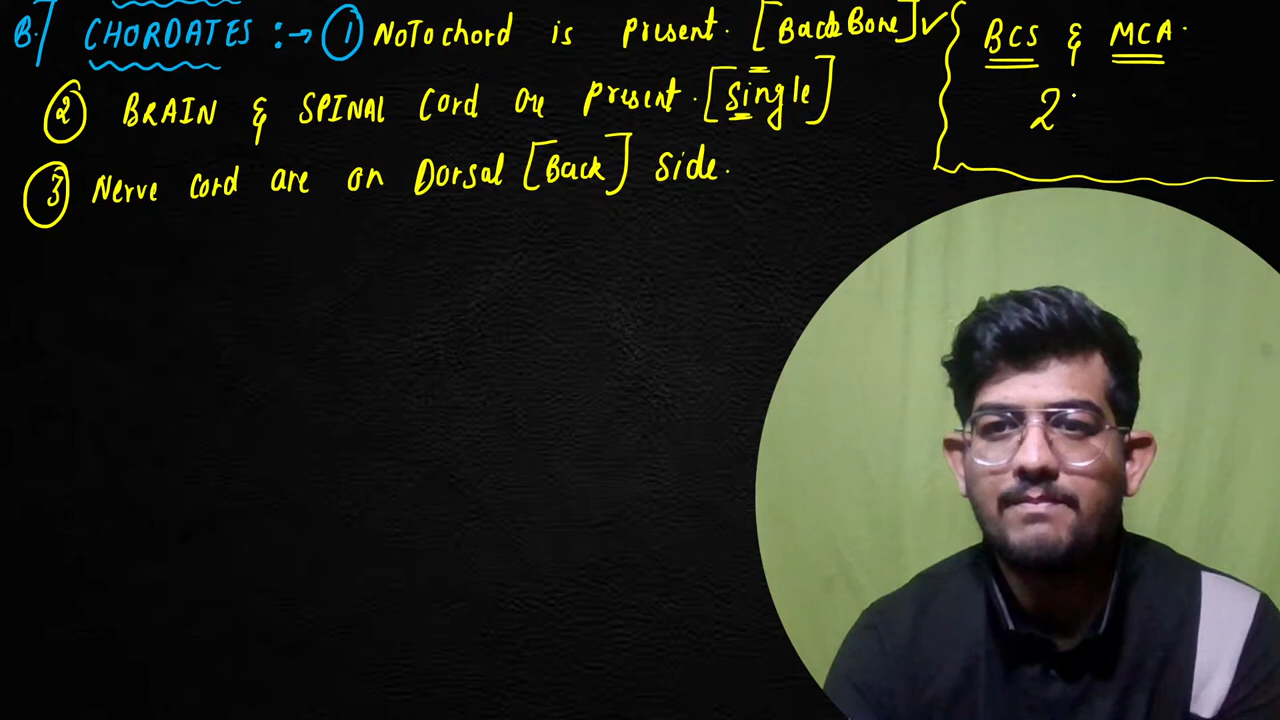 B.] CHORDATES :→ ① NoTochord is present. [BackBone] ✓
② BRAIN & SPINAL Cord are present. [single]
③ Nerve Cord are on Dorsal [Back] side.
BCS & MCA.
2.